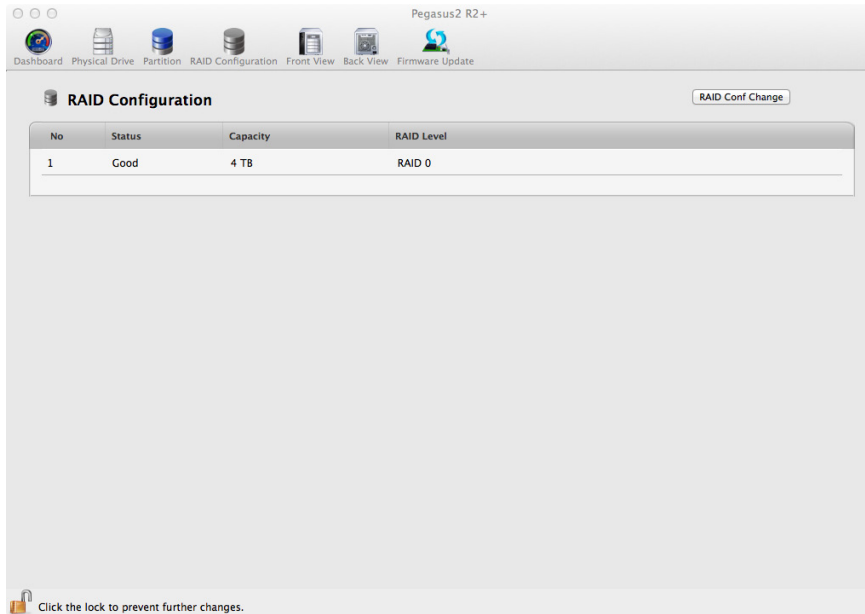 Pegasus2 R2+
Dashboard Physical Drive Partition RAID Configuration Front View Back View Firmware Update
RAID Configuration
RAID Conf Change
No Status Capacity RAID Level
1 Good 4 TB RAID 0
Click the lock to prevent further changes.